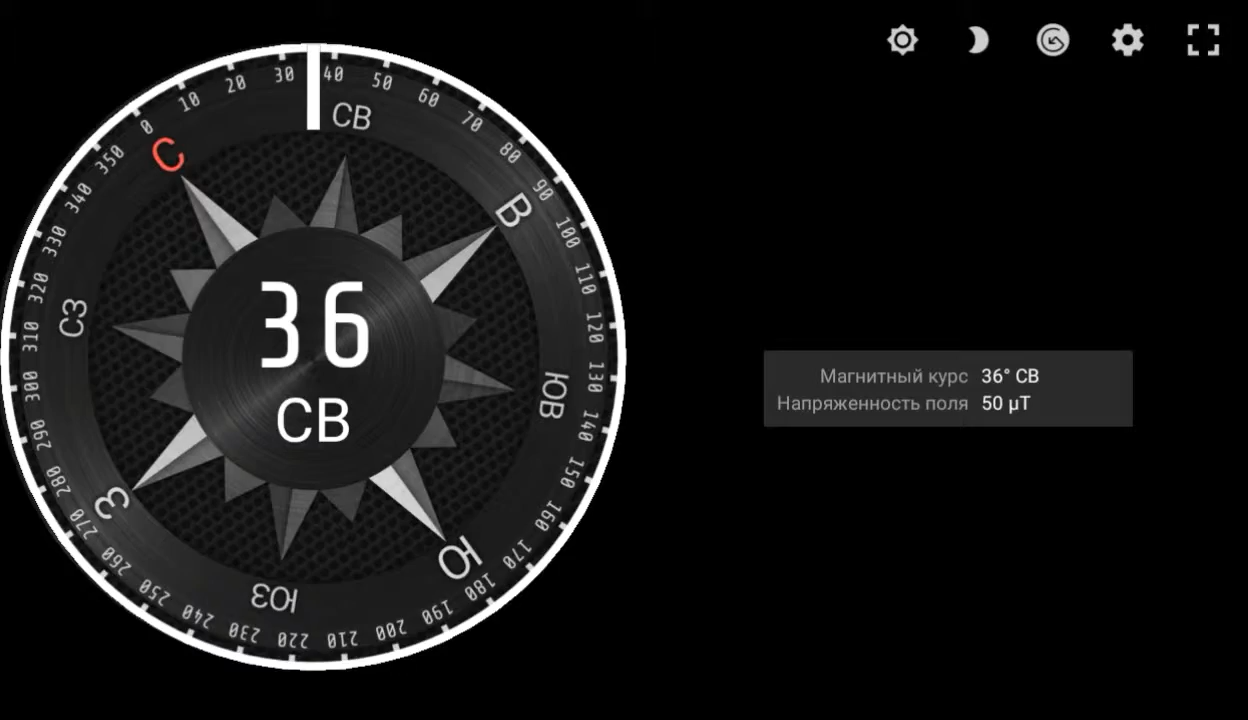 0 10 20 30 40 50 60 70 80 90 100 110 120 130 140 150 160 170 180 190 200 210 220 230 240 250 260 270 280 290 300 310 320 330 340 350
С
СВ
В
ЮВ
Ю
ЮЗ
З
СЗ
36
СВ
Магнитный курс 36° СВ
Напряженность поля 50 μT